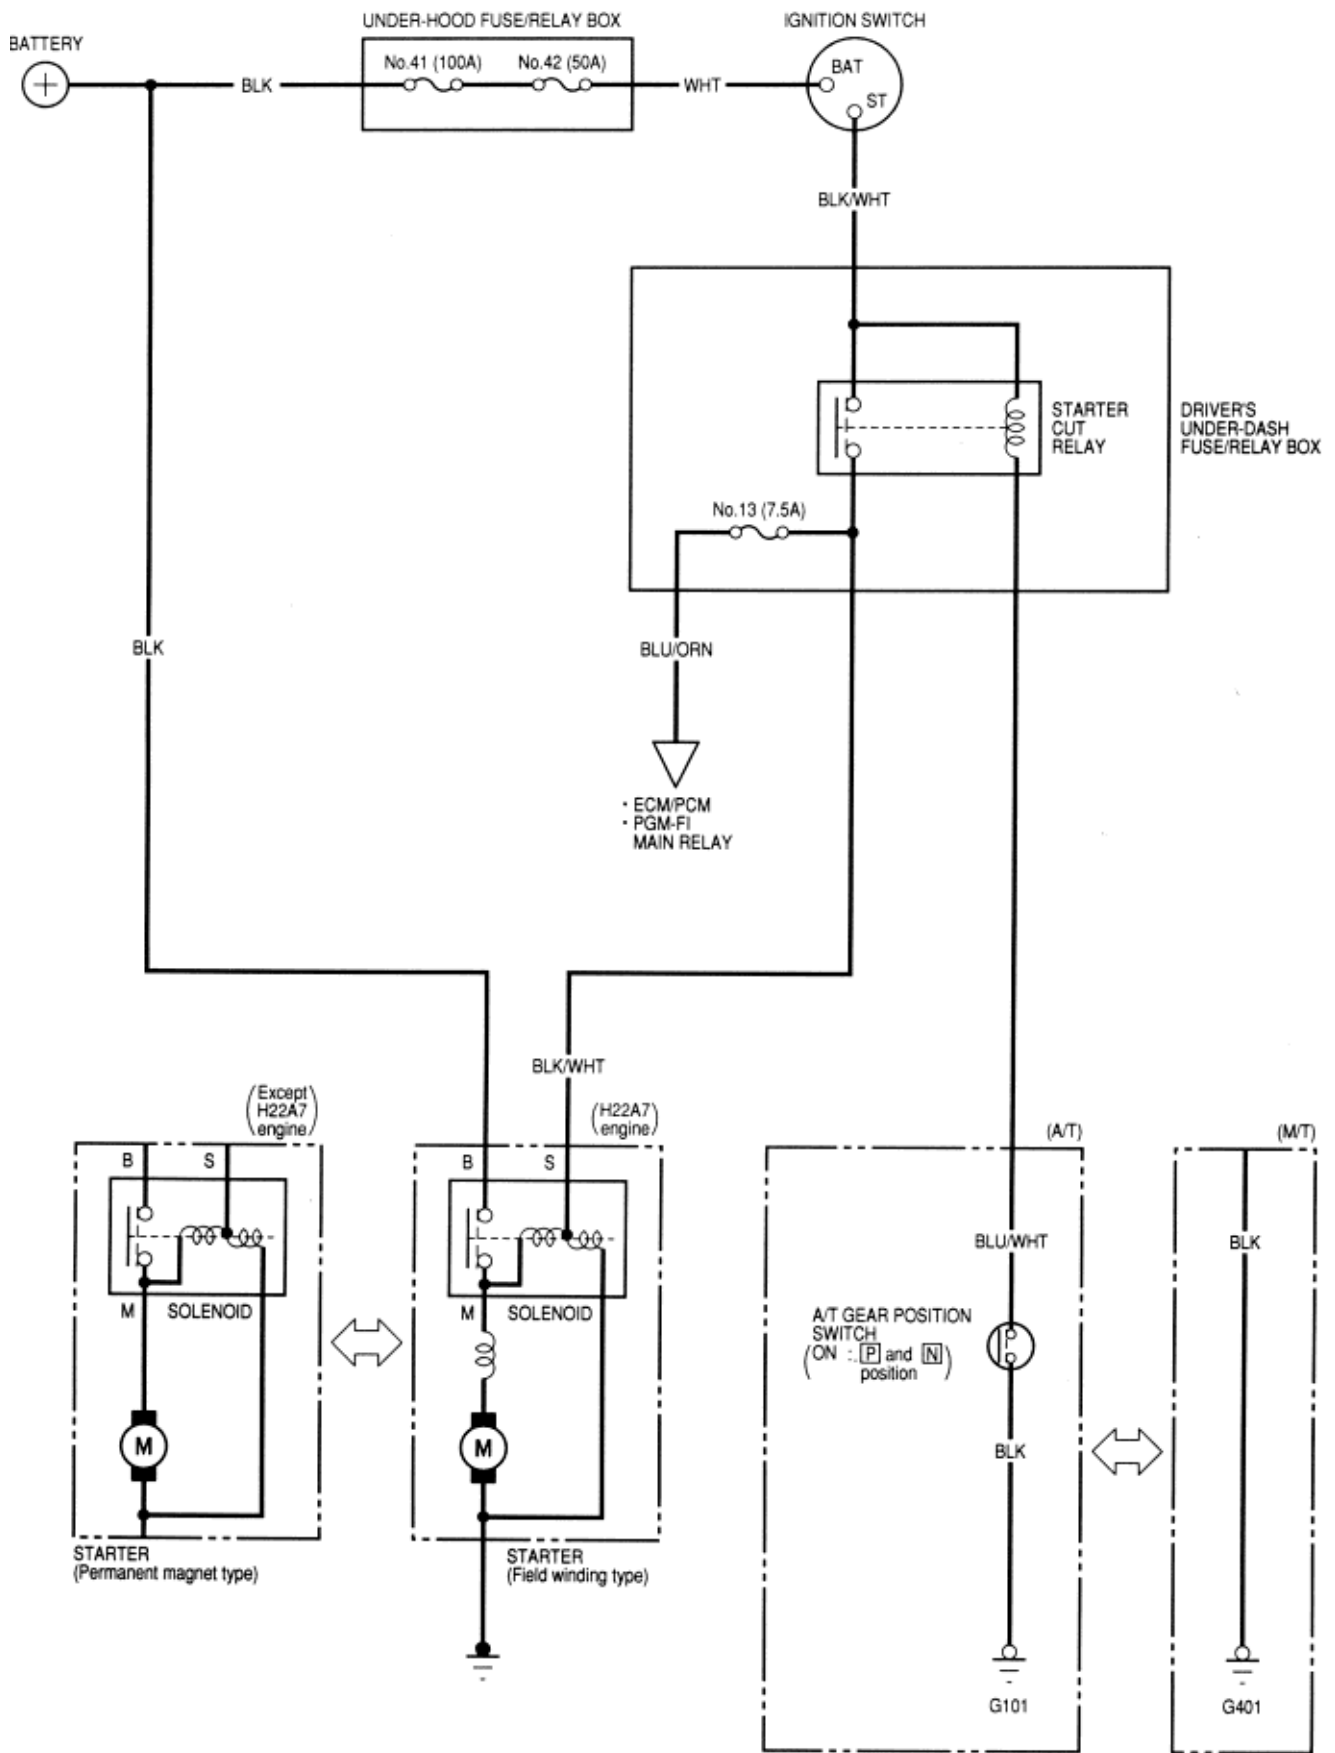 UNDER-HOOD FUSE/RELAY BOX
IGNITION SWITCH
BATTERY
No.41 (100A)
No.42 (50A)
BAT
BLK
WHT
ST
BLK/WHT
STARTER
CUT
RELAY
DRIVER'S
UNDER-DASH
FUSE/RELAY BOX
No.13 (7.5A)
BLK
BLU/ORN
· ECM/PCM
· PGM-FI
MAIN RELAY
BLK/WHT
(Except
H22A7
engine)
(H22A7
engine)
(A/T)
(M/T)
B
S
B
S
BLU/WHT
BLK
M
SOLENOID
M
SOLENOID
A/T GEAR POSITION
SWITCH
(ON : P and N
position)
M
M
BLK
STARTER
(Permanent magnet type)
STARTER
(Field winding type)
G101
G401